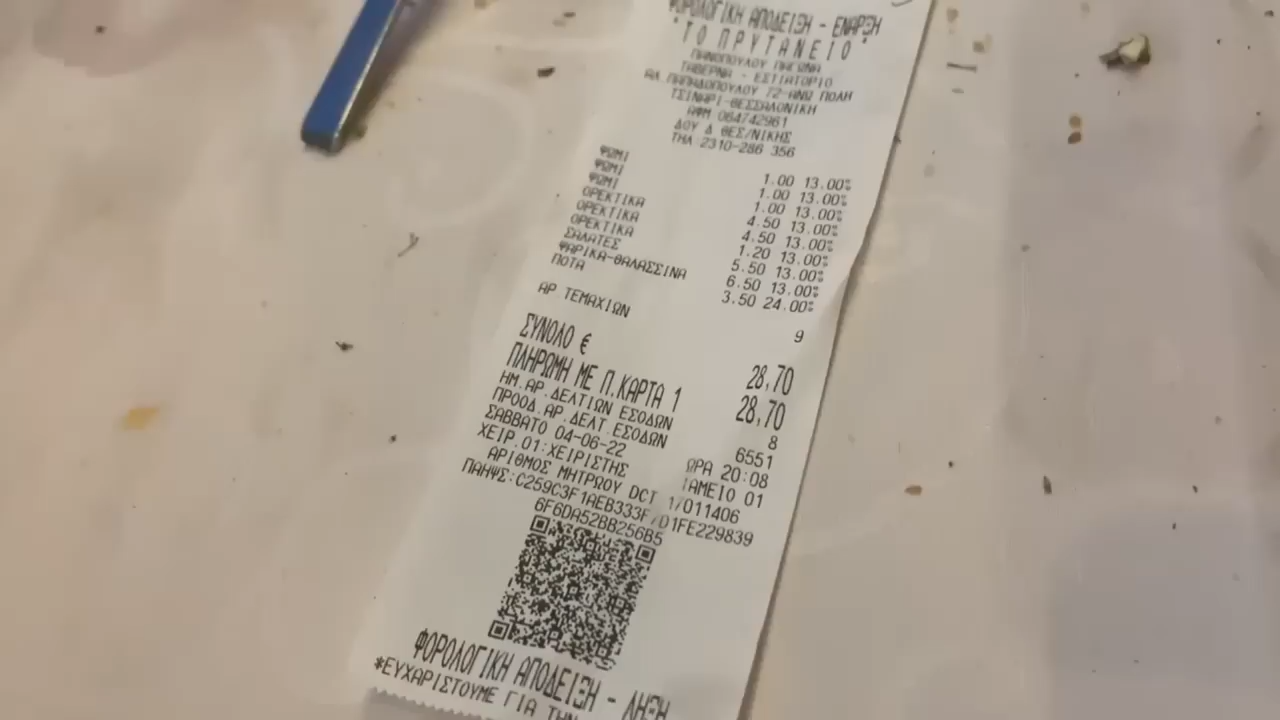 ΦΟΡΟΛΟΓΙΚΗ ΑΠΟΔΕΙΞΗ - ΕΝΑΡΞΗ
"ΤΟ ΠΡΥΤΑΝΕΙΟ"
ΠΑΝΟΠΟΥΛΟΥ ΠΑΓΩΝΑ
ΤΑΒΕΡΝΑ - ΕΣΤΙΑΤΟΡΙΟ
ΑΛ.ΠΑΠΑΔΟΠΟΥΛΟΥ 72-ΑΝΩ ΠΟΛΗ
ΤΣΙΝΑΡΙ-ΘΕΣΣΑΛΟΝΙΚΗ
ΑΦΜ 064742961
ΔΟΥ Δ ΘΕΣ/ΝΙΚΗΣ
ΤΗΛ 2310-286 356
ΨΩΜΙ 1.00 13.00%
ΨΩΜΙ 1.00 13.00%
ΨΩΜΙ 1.00 13.00%
ΟΡΕΚΤΙΚΑ 4.50 13.00%
ΟΡΕΚΤΙΚΑ 4.50 13.00%
ΟΡΕΚΤΙΚΑ 1.20 13.00%
ΣΑΛΑΤΕΣ 5.50 13.00%
ΨΑΡΙΚΑ-ΘΑΛΑΣΣΙΝΑ 6.50 13.00%
ΠΟΤΑ 3.50 24.00%
ΑΡ ΤΕΜΑΧΙΩΝ 9
ΣΥΝΟΛΟ € 28,70
ΠΛΗΡΩΜΗ ΜΕ Π.ΚΑΡΤΑ 1 28,70
ΗΜ.ΑΡ.ΔΕΛΤΙΩΝ ΕΣΟΔΩΝ 8
ΠΡΟΟΔ.ΑΡ.ΔΕΛΤ.ΕΣΟΔΩΝ 6551
ΣΑΒΒΑΤΟ 04-06-22 ΩΡΑ 20:08
ΧΕΙΡ.01:ΧΕΙΡΙΣΤΗΣ ΤΑΜΕΙΟ 01
ΑΡΙΘΜΟΣ ΜΗΤΡΩΟΥ DCT 17011406
ΠΑΗΨΣ:C259C3F1AEB333F7D1FE229839
6F6DA52BB256B5
ΦΟΡΟΛΟΓΙΚΗ ΑΠΟΔΕΙΞΗ - ΛΗΞΗ
*ΕΥΧΑΡΙΣΤΟΥΜΕ ΓΙΑ ΤΗΝ